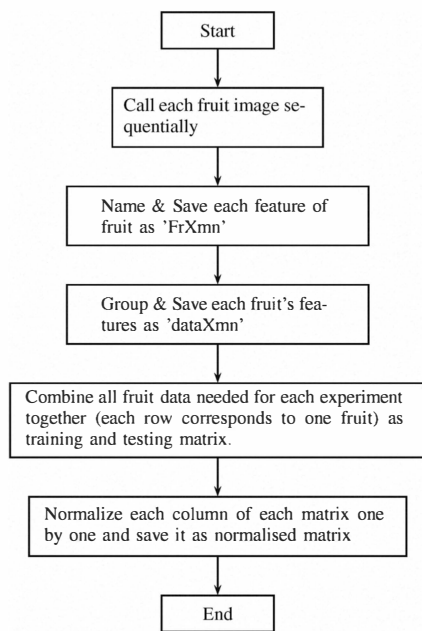 Start
Call each fruit image se-
quentially
Name & Save each feature of
fruit as 'FrXmn'
Group & Save each fruit's fea-
tures as 'dataXmn'
Combine all fruit data needed for each experiment
together (each row corresponds to one fruit) as
training and testing matrix.
Normalize each column of each matrix one
by one and save it as normalised matrix
End